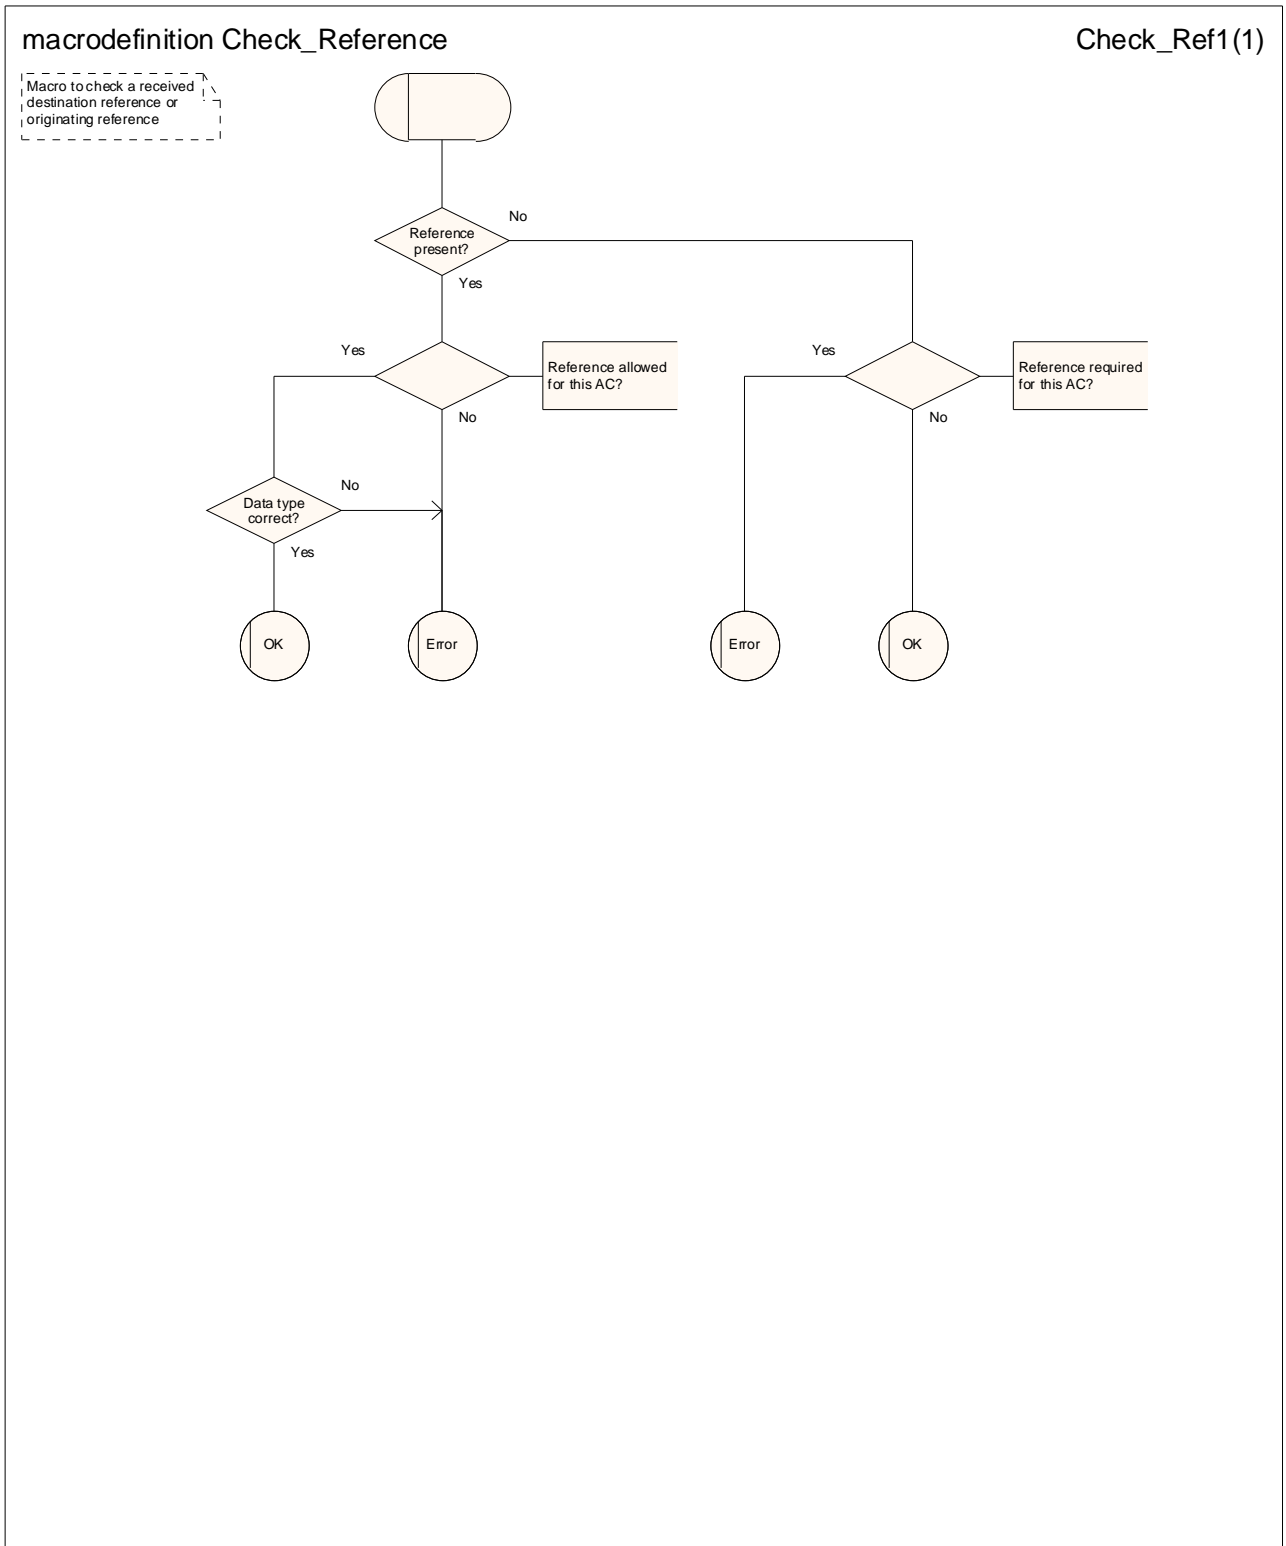 macrodefinition Check_Reference
Check_Ref1(1)
Macro to check a received
destination reference or
originating reference
No
Reference
present?
Yes
Yes
Reference allowed
for this AC?
No
Yes
Reference required
for this AC?
No
No
Data type
correct?
Yes
OK
Error
Error
OK